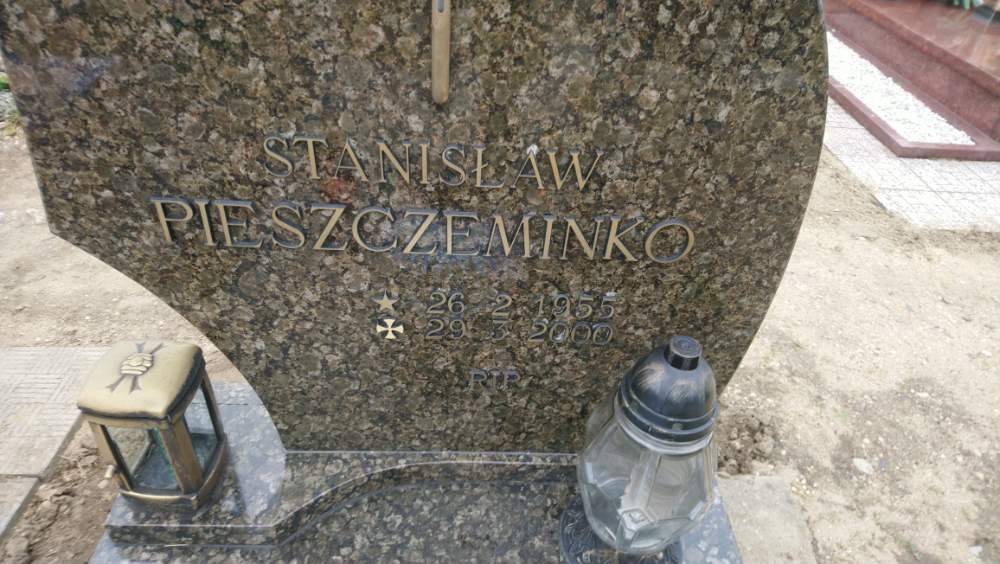 STANISŁAW
PIESZCZEMINKO
26 2 1955
29 3 2000
RIP